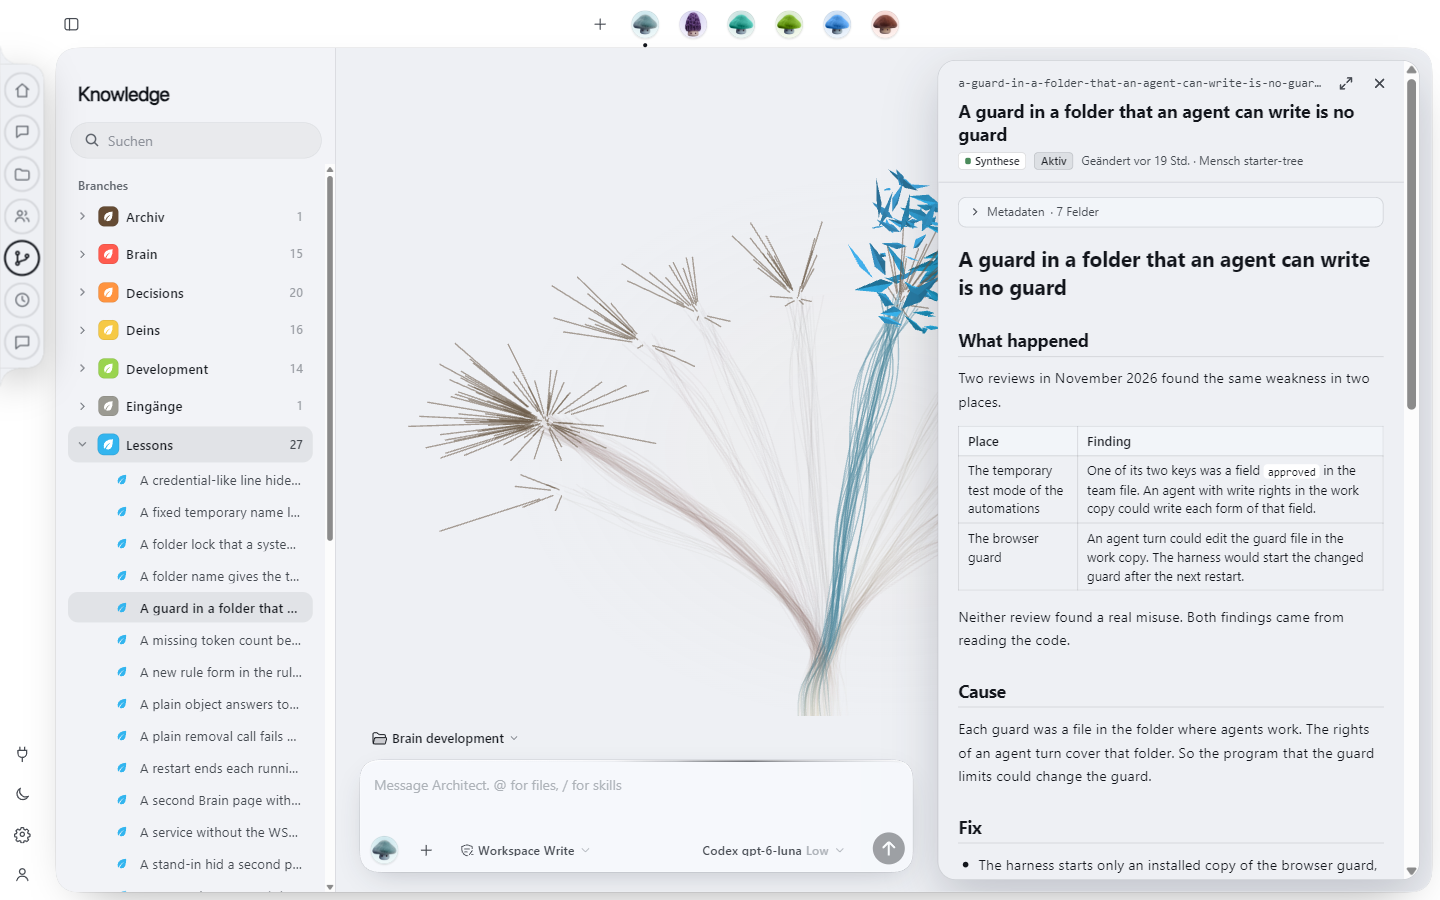 Knowledge
Suchen
Branches
Archiv 1
Brain 15
Decisions 20
Deins 16
Development 14
Eingänge 1
Lessons 27
A credential-like line hide...
A fixed temporary name l...
A folder lock that a syste...
A folder name gives the t...
A guard in a folder that ...
A missing token count be...
A new rule form in the rul...
A plain object answers to...
A plain removal call fails ...
A restart ends each runni...
A second Brain page with...
A service without the WS...
A stand-in hid a second p...
Brain development
Message Architect. @ for files, / for skills
Workspace Write
Codex gpt-6-luna Low
a-guard-in-a-folder-that-an-agent-can-write-is-no-guar…
A guard in a folder that an agent can write is no
guard
Synthese Aktiv Geändert vor 19 Std. · Mensch starter-tree
Metadaten · 7 Felder
A guard in a folder that an agent can write
is no guard
What happened
Two reviews in November 2026 found the same weakness in two
places.
Place Finding
The temporary
test mode of the
automations
One of its two keys was a field approved in the
team file. An agent with write rights in the work
copy could write each form of that field.
The browser
guard
An agent turn could edit the guard file in the
work copy. The harness would start the changed
guard after the next restart.
Neither review found a real misuse. Both findings came from
reading the code.
Cause
Each guard was a file in the folder where agents work. The rights
of an agent turn cover that folder. So the program that the guard
limits could change the guard.
Fix
• The harness starts only an installed copy of the browser guard,